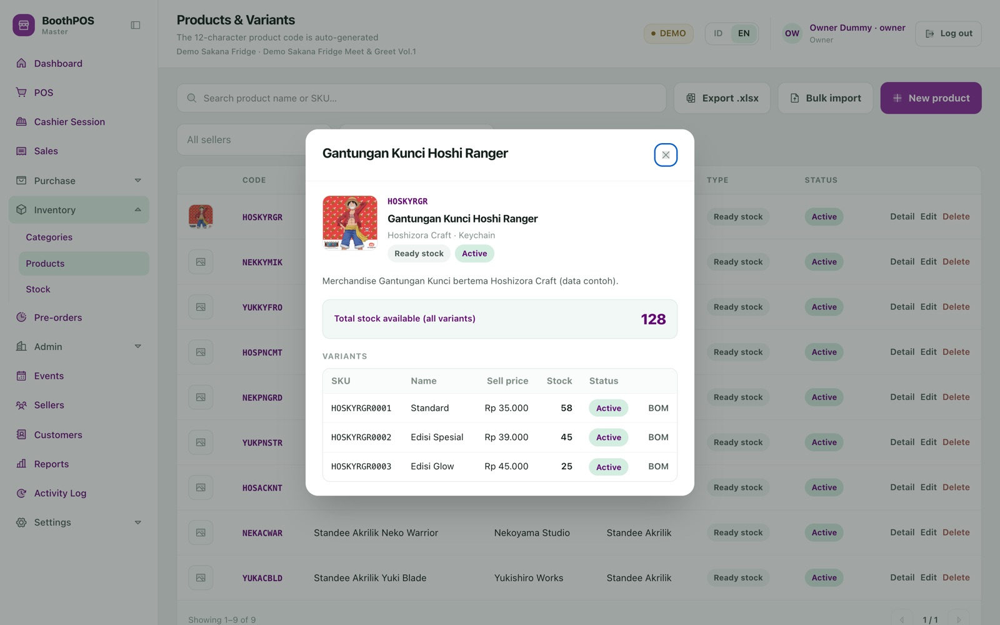 BoothPOS
Master
Dashboard
POS
Cashier Session
Sales
Purchase
Inventory
Categories
Products
Stock
Pre-orders
Admin
Events
Sellers
Customers
Reports
Activity Log
Settings
Products & Variants
The 12-character product code is auto-generated
Demo Sakana Fridge · Demo Sakana Fridge Meet & Greet Vol.1
DEMO
ID EN
OW
Owner Dummy · owner
Owner
Log out
Search product name or SKU...
Export .xlsx
Bulk import
New product
All sellers
CODE TYPE STATUS
HOSKYRGR Ready stock Active Detail Edit Delete
NEKKYMIK Ready stock Active Detail Edit Delete
YUKKYFRO Ready stock Active Detail Edit Delete
HOSPNCMT Ready stock Active Detail Edit Delete
NEKPNGRD Ready stock Active Detail Edit Delete
YUKPNSTR Ready stock Active Detail Edit Delete
HOSACKNT Ready stock Active Detail Edit Delete
NEKACWAR Standee Akrilik Neko Warrior Nekoyama Studio Standee Akrilik Ready stock Active Detail Edit Delete
YUKACBLD Standee Akrilik Yuki Blade Yukishiro Works Standee Akrilik Ready stock Active Detail Edit Delete
Showing 1–9 of 9
1 / 1
Gantungan Kunci Hoshi Ranger
HOSKYRGR
Gantungan Kunci Hoshi Ranger
Hoshizora Craft · Keychain
Ready stock Active
Merchandise Gantungan Kunci bertema Hoshizora Craft (data contoh).
Total stock available (all variants) 128
VARIANTS
SKU Name Sell price Stock Status
HOSKYRGR0001 Standard Rp 35.000 58 Active BOM
HOSKYRGR0002 Edisi Spesial Rp 39.000 45 Active BOM
HOSKYRGR0003 Edisi Glow Rp 45.000 25 Active BOM